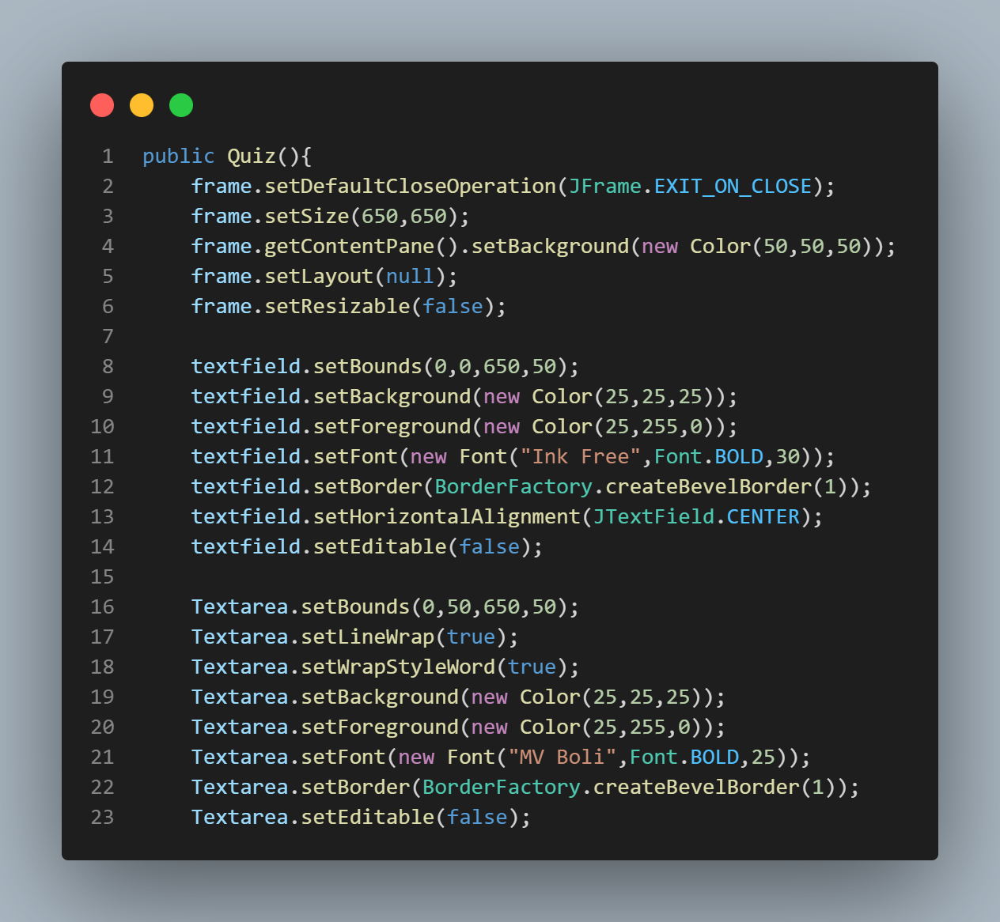 1 public Quiz(){
2     frame.setDefaultCloseOperation(JFrame.EXIT_ON_CLOSE);
3     frame.setSize(650,650);
4     frame.getContentPane().setBackground(new Color(50,50,50));
5     frame.setLayout(null);
6     frame.setResizable(false);
7
8     textfield.setBounds(0,0,650,50);
9     textfield.setBackground(new Color(25,25,25));
10     textfield.setForeground(new Color(25,255,0));
11     textfield.setFont(new Font("Ink Free",Font.BOLD,30));
12     textfield.setBorder(BorderFactory.createBevelBorder(1));
13     textfield.setHorizontalAlignment(JTextField.CENTER);
14     textfield.setEditable(false);
15
16     Textarea.setBounds(0,50,650,50);
17     Textarea.setLineWrap(true);
18     Textarea.setWrapStyleWord(true);
19     Textarea.setBackground(new Color(25,25,25));
20     Textarea.setForeground(new Color(25,255,0));
21     Textarea.setFont(new Font("MV Boli",Font.BOLD,25));
22     Textarea.setBorder(BorderFactory.createBevelBorder(1));
23     Textarea.setEditable(false);